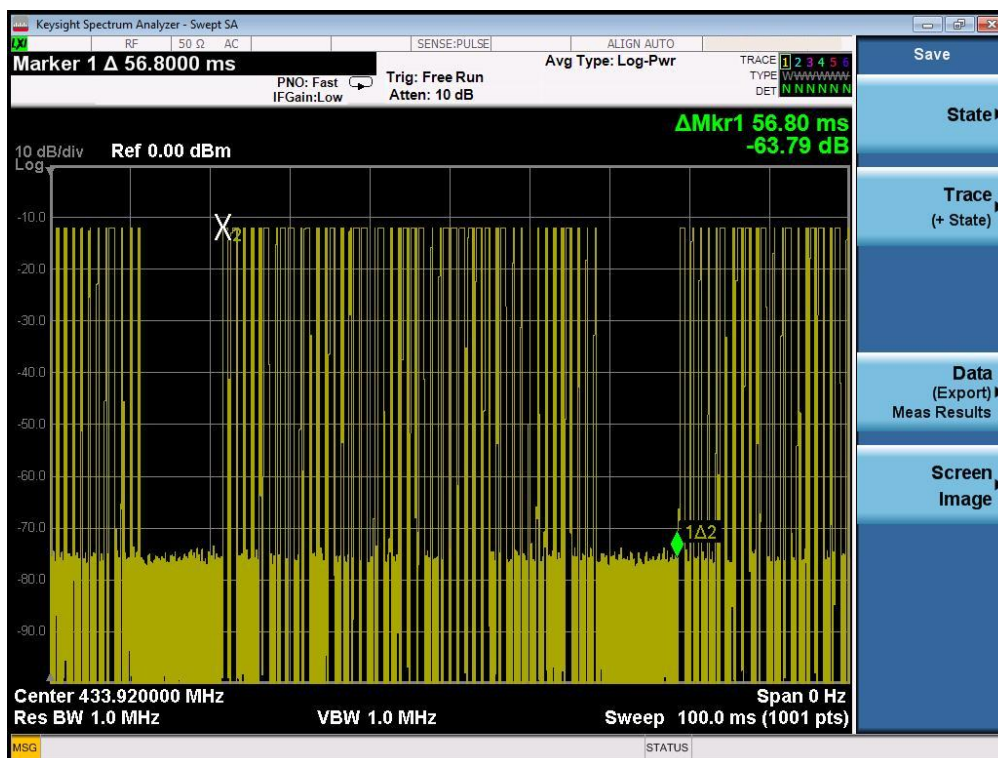 Keysight Spectrum Analyzer - Swept SA
LXI RF 50 Ω AC SENSE:PULSE ALIGN AUTO
Marker 1 Δ 56.8000 ms
PNO: Fast
IFGain:Low
Trig: Free Run
Atten: 10 dB
Avg Type: Log-Pwr
TRACE 1 2 3 4 5 6
TYPE WWWWWW
DET N N N N N N
ΔMkr1 56.80 ms
-63.79 dB
10 dB/div Ref 0.00 dBm
Log
-10.0
-20.0
-30.0
-40.0
-50.0
-60.0
-70.0
-80.0
-90.0
X2
1Δ2
Center 433.920000 MHz Span 0 Hz
Res BW 1.0 MHz VBW 1.0 MHz Sweep 100.0 ms (1001 pts)
MSG STATUS
Save
State
Trace
(+ State)
Data
(Export)
Meas Results
Screen
Image